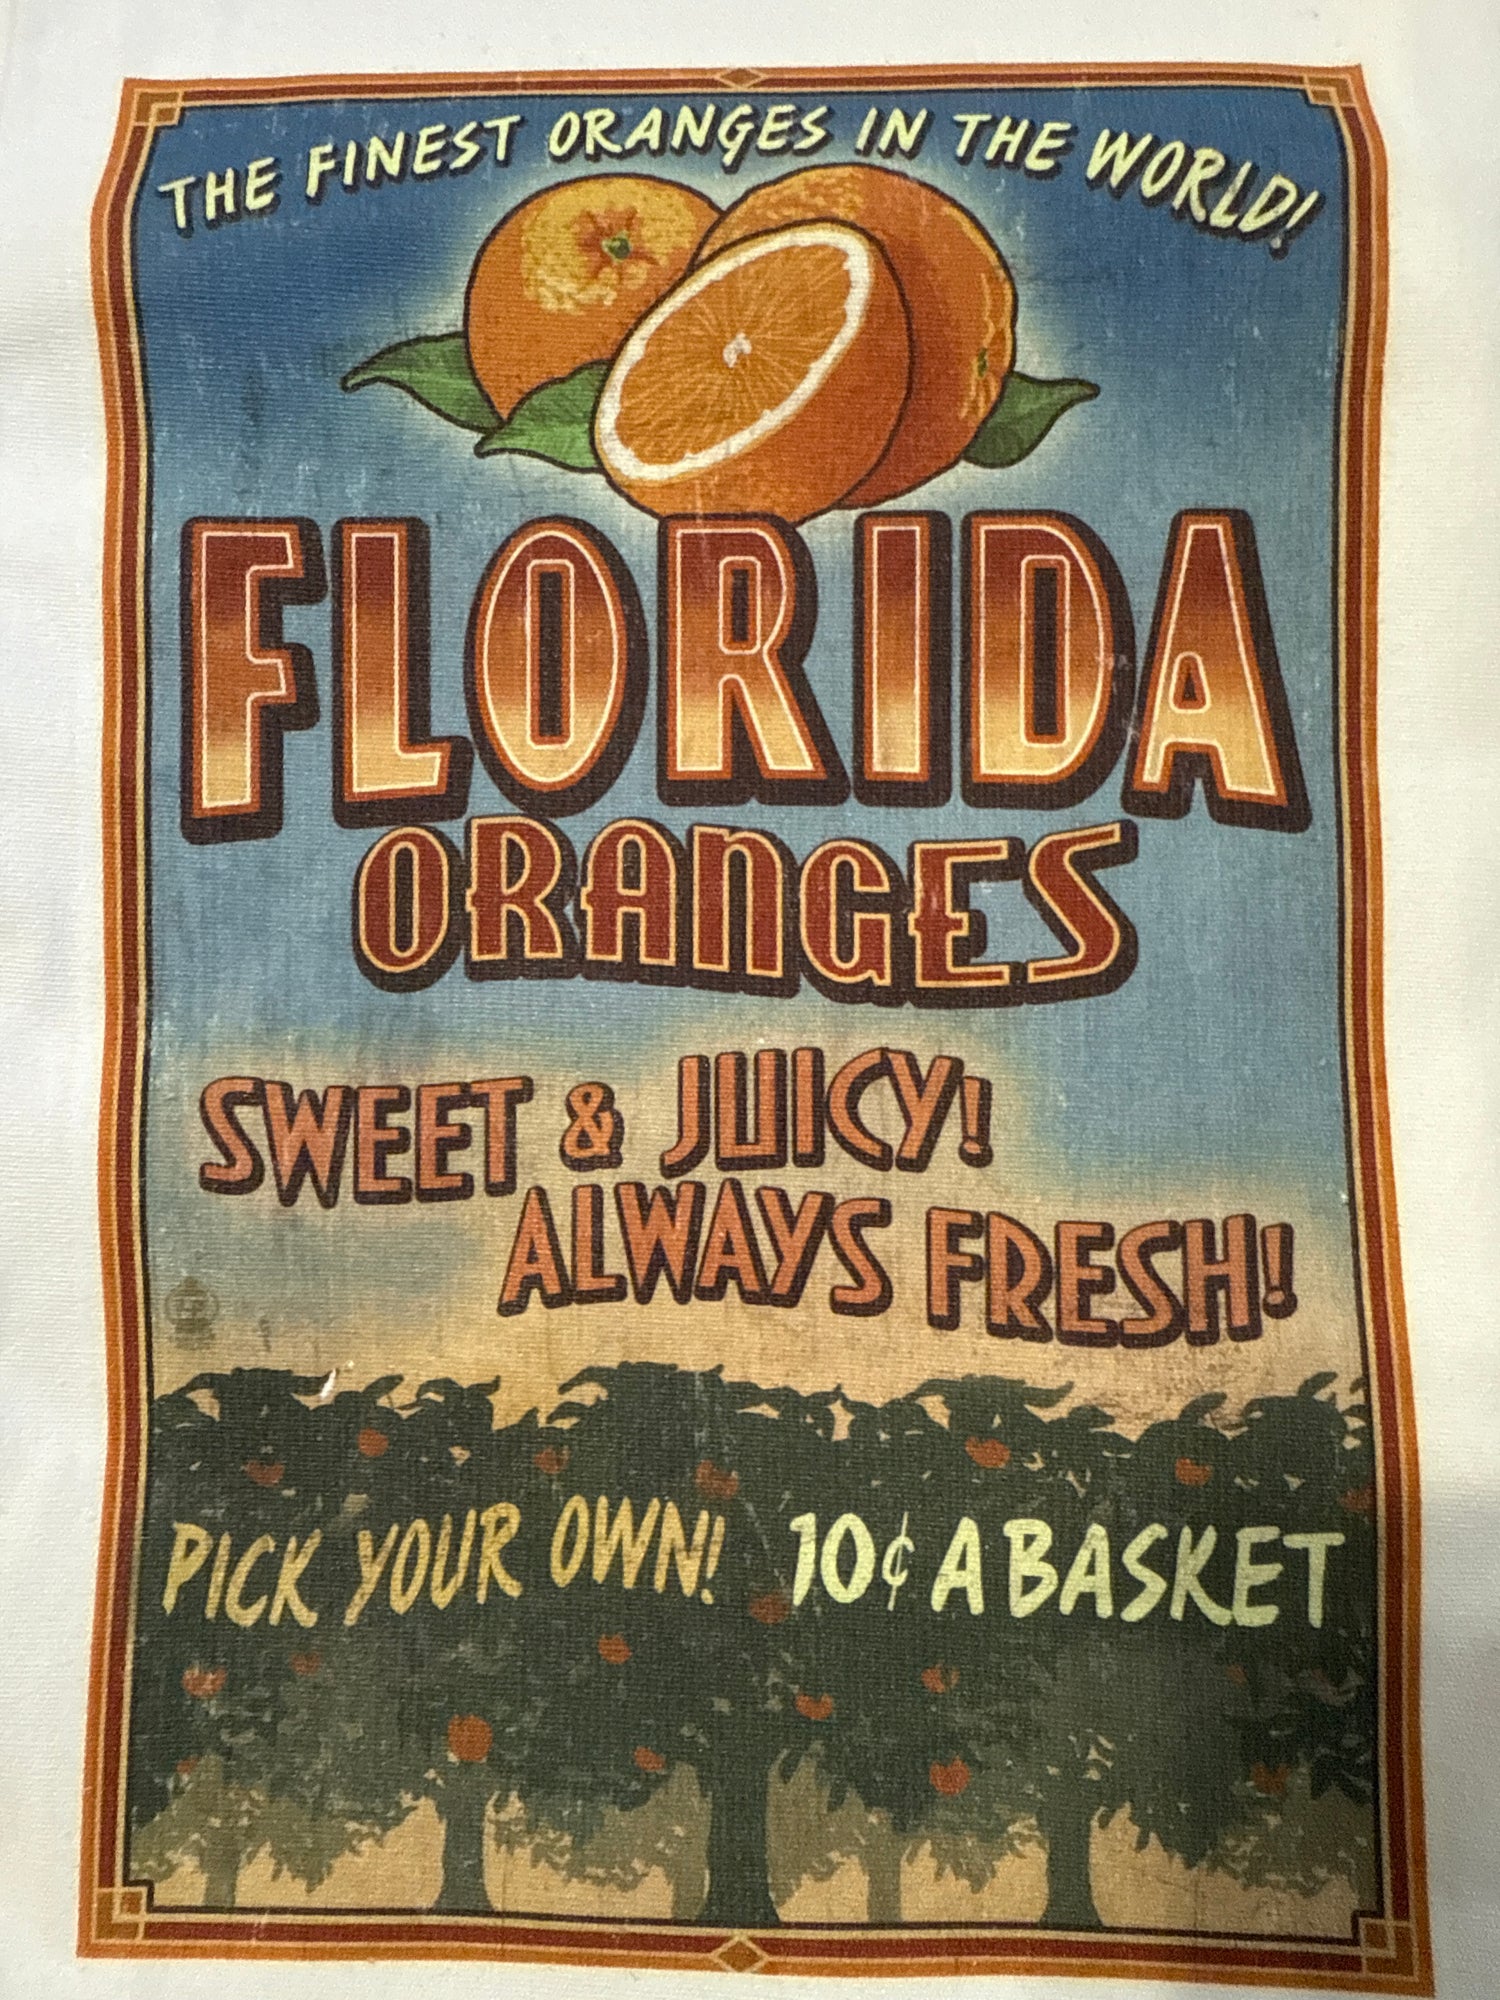 THE FINEST ORANGES IN THE WORLD!
FLORIDA
ORANGES
SWEET & JUICY!
ALWAYS FRESH!
PICK YOUR OWN! 10¢ A BASKET